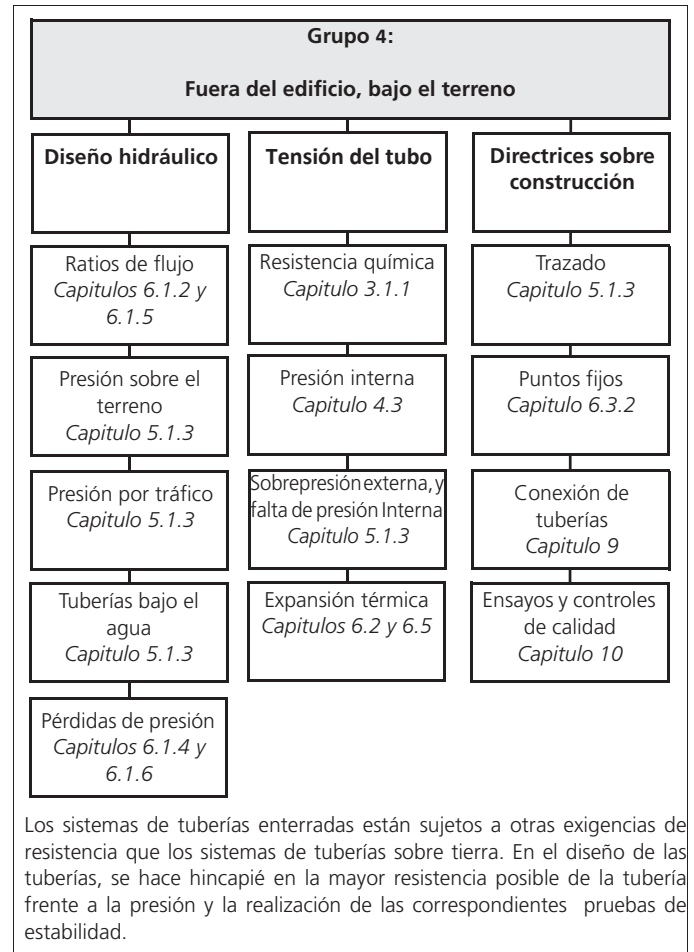 Grupo 4:
Fuera del edificio, bajo el terreno
Diseño hidráulico
Ratios de flujo
Capitulos 6.1.2 y
6.1.5
Presión sobre el
terreno
Capitulo 5.1.3
Presión por tráfico
Capitulo 5.1.3
Tuberías bajo el
agua
Capitulo 5.1.3
Pérdidas de presión
Capitulos 6.1.4 y
6.1.6
Tensión del tubo
Resistencia química
Capitulo 3.1.1
Presión interna
Capitulo 4.3
Sobrepresión externa, y
falta de presión Interna
Capitulo 5.1.3
Expansión térmica
Capitulos 6.2 y 6.5
Directrices sobre
construcción
Trazado
Capitulo 5.1.3
Puntos fijos
Capitulo 6.3.2
Conexión de
tuberías
Capitulo 9
Ensayos y controles
de calidad
Capitulo 10
Los sistemas de tuberías enterradas están sujetos a otras exigencias de
resistencia que los sistemas de tuberías sobre tierra. En el diseño de las
tuberías, se hace hincapié en la mayor resistencia posible de la tubería
frente a la presión y la realización de las correspondientes pruebas de
estabilidad.